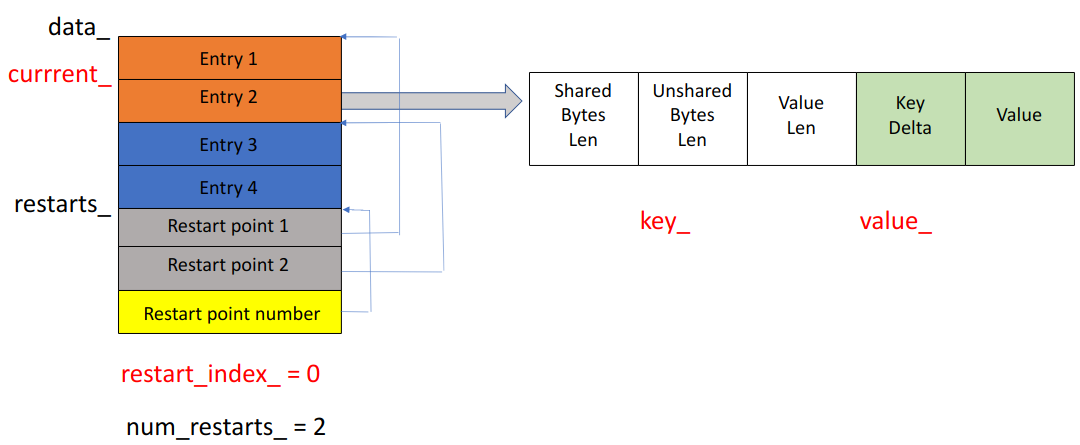 data_
currrent_
restarts_
Entry 1
Entry 2
Entry 3
Entry 4
Restart point 1
Restart point 2
Restart point number
restart_index_ = 0
num_restarts_ = 2
Shared
Bytes
Len
Unshared
Bytes
Len
Value
Len
Key
Delta
Value
key_
value_